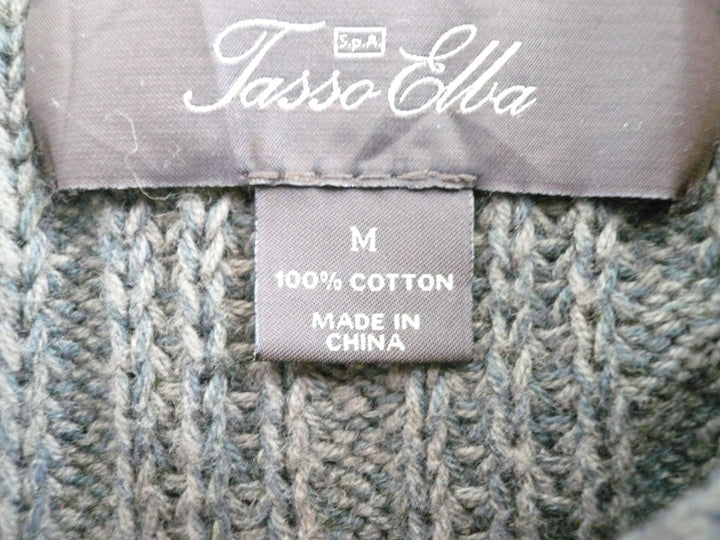 S.p.A.
Tasso Elba
M
100% COTTON
MADE IN
CHINA